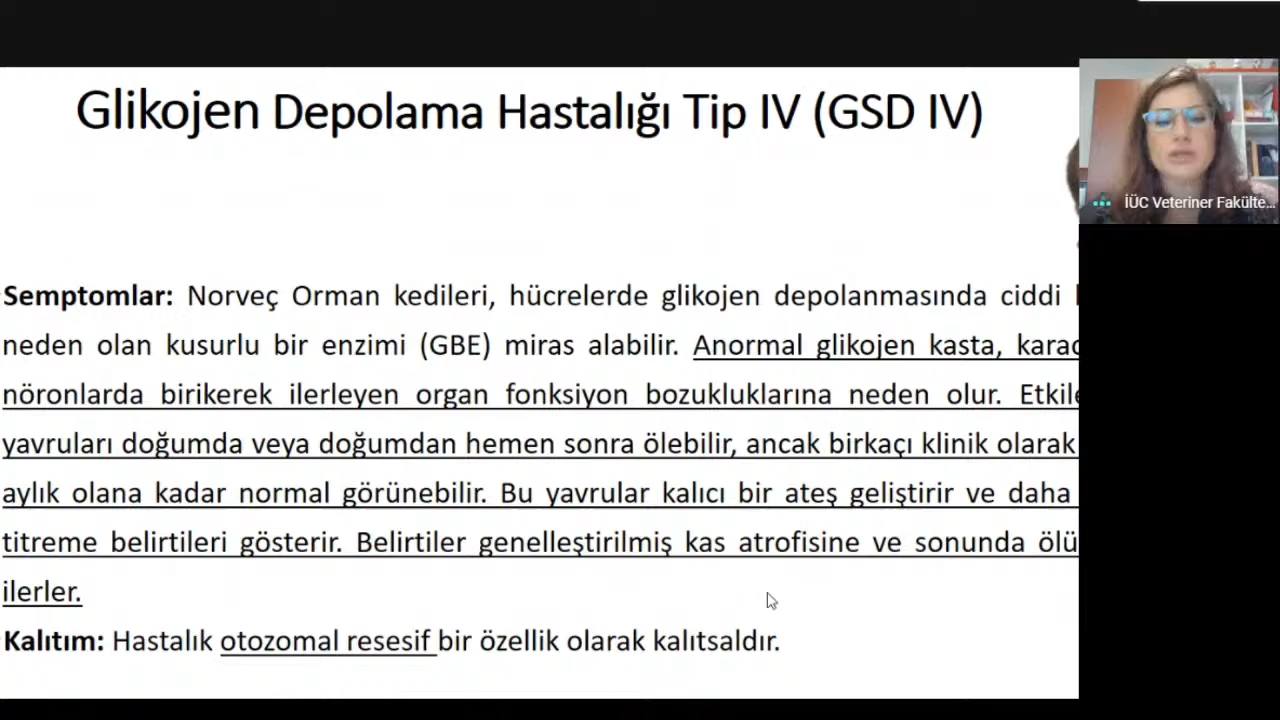 Glikojen Depolama Hastalığı Tip IV (GSD IV)
İÜC Veteriner Fakülte...
Semptomlar: Norveç Orman kedileri, hücrelerde glikojen depolanmasında ciddi
neden olan kusurlu bir enzimi (GBE) miras alabilir. Anormal glikojen kasta,
nöronlarda birikerek ilerleyen organ fonksiyon bozukluklarına neden olur.
yavruları doğumda veya doğumdan hemen sonra ölebilir, ancak birkaçı klinik olarak
aylık olana kadar normal görünebilir. Bu yavrular kalıcı bir ateş geliştirir ve daha
titreme belirtileri gösterir. Belirtiler genelleştirilmiş kas atrofisine ve sonunda
ilerler.
Kalıtım: Hastalık otozomal resesif bir özellik olarak kalıtsaldır.